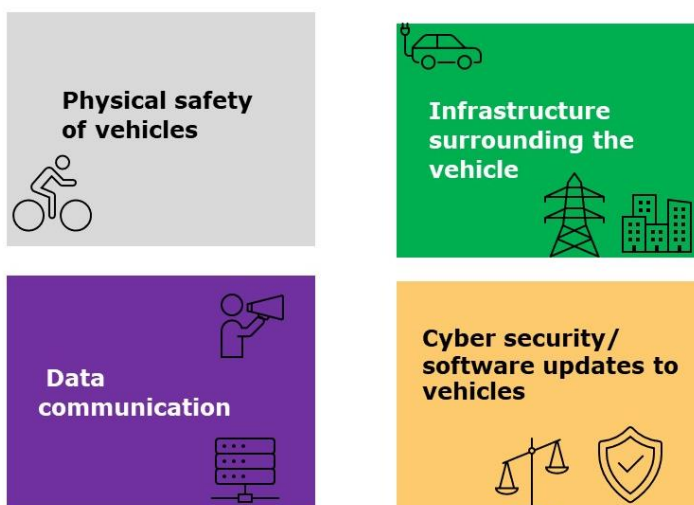 Physical safety
of vehicles
Infrastructure
surrounding the
vehicle
Data
communication
Cyber security/
software updates to
vehicles